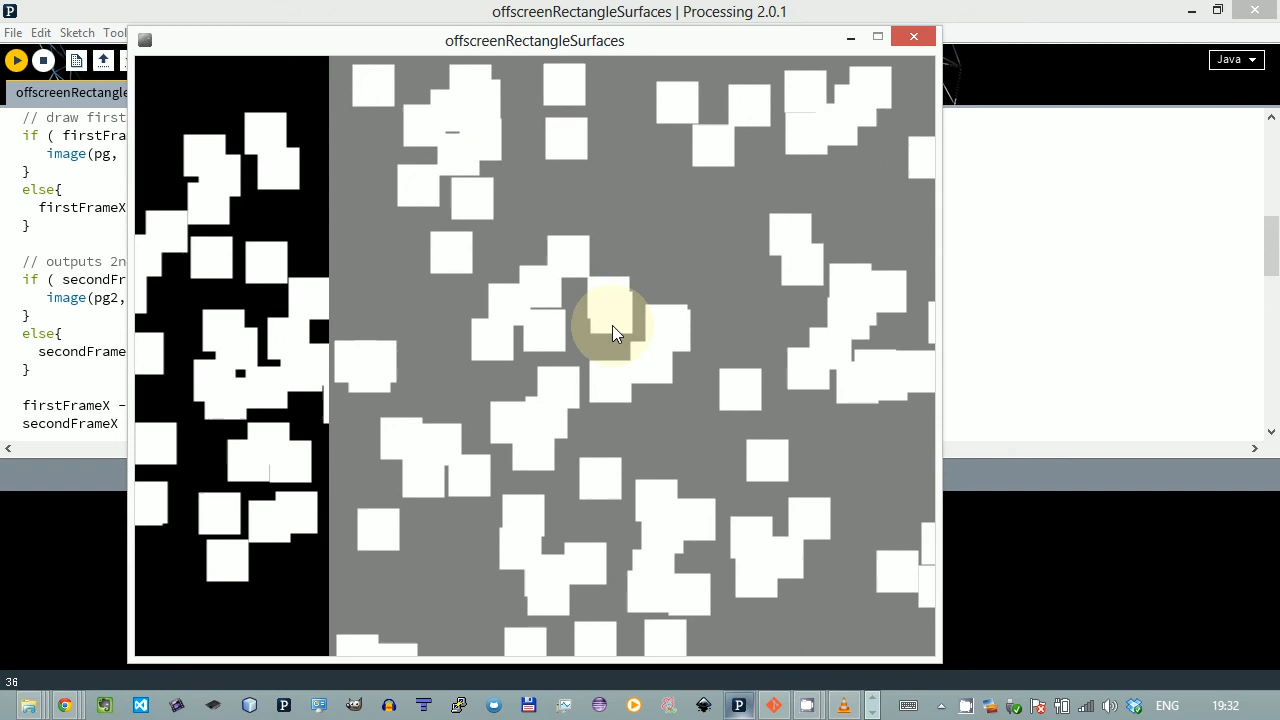 offscreenRectangleSurfaces | Processing 2.0.1
File Edit Sketch Tool
offscreenRectangleSurfaces
Java
offscreenRectangle
// draw first
if ( firstFra
image(pg,
}
else{
firstFrameX
}
// outputs 2n
if ( secondFr
image(pg2,
}
else{
secondFrame
}
firstFrameX -
secondFrameX
36
ENG
19:32